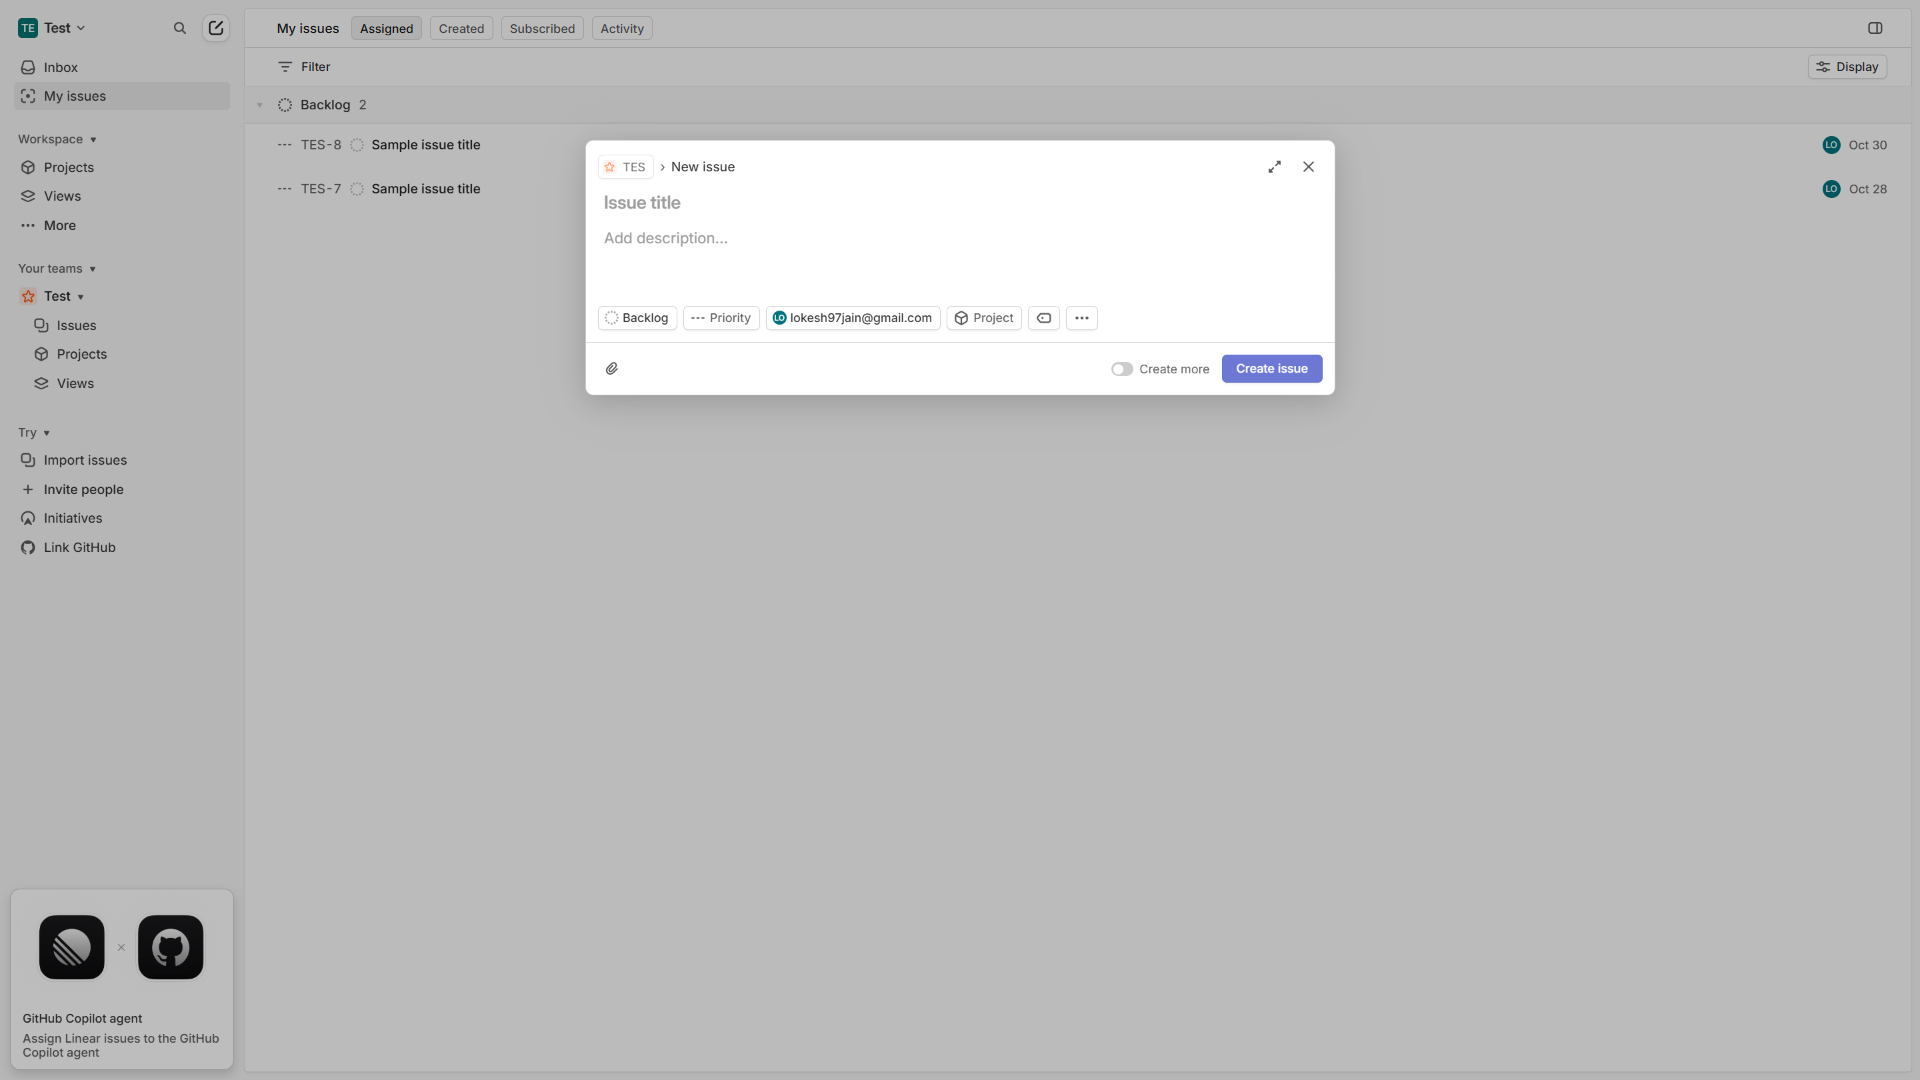 TE Test
Inbox
My issues
Workspace
Projects
Views
More
Your teams
Test
Issues
Projects
Views
Try
Import issues
Invite people
Initiatives
Link GitHub
GitHub Copilot agent
Assign Linear issues to the GitHub
Copilot agent
My issues Assigned Created Subscribed Activity
Filter Display
Backlog 2
TES-8 Sample issue title LO Oct 30
TES-7 Sample issue title LO Oct 28
TES › New issue
Issue title
Add description...
Backlog --- Priority LO lokesh97jain@gmail.com Project
Create more Create issue